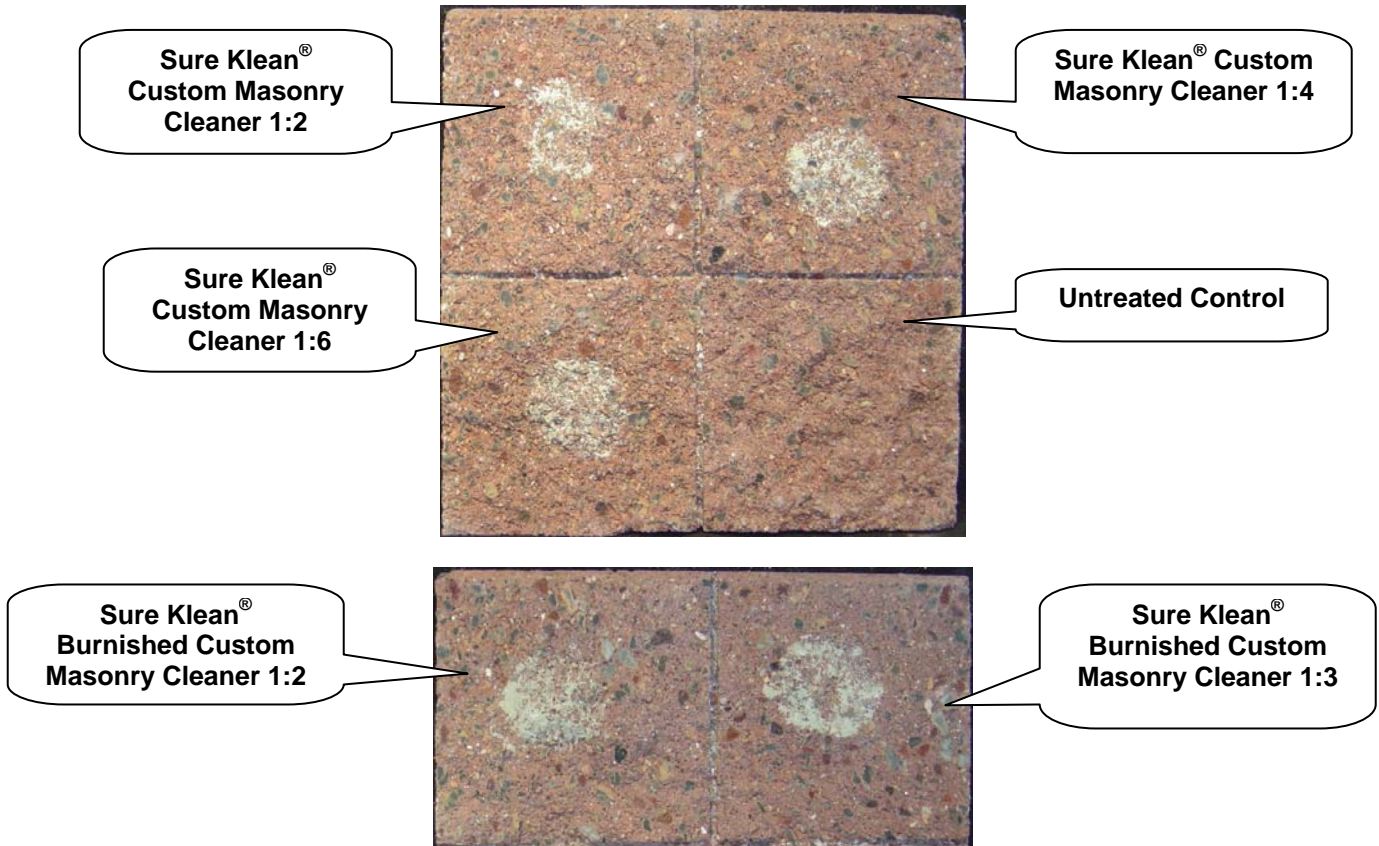 Sure Klean®
Custom Masonry
Cleaner 1:2
Sure Klean® Custom
Masonry Cleaner 1:4
Sure Klean®
Custom Masonry
Cleaner 1:6
Untreated Control
Sure Klean®
Burnished Custom
Masonry Cleaner 1:2
Sure Klean®
Burnished Custom
Masonry Cleaner 1:3